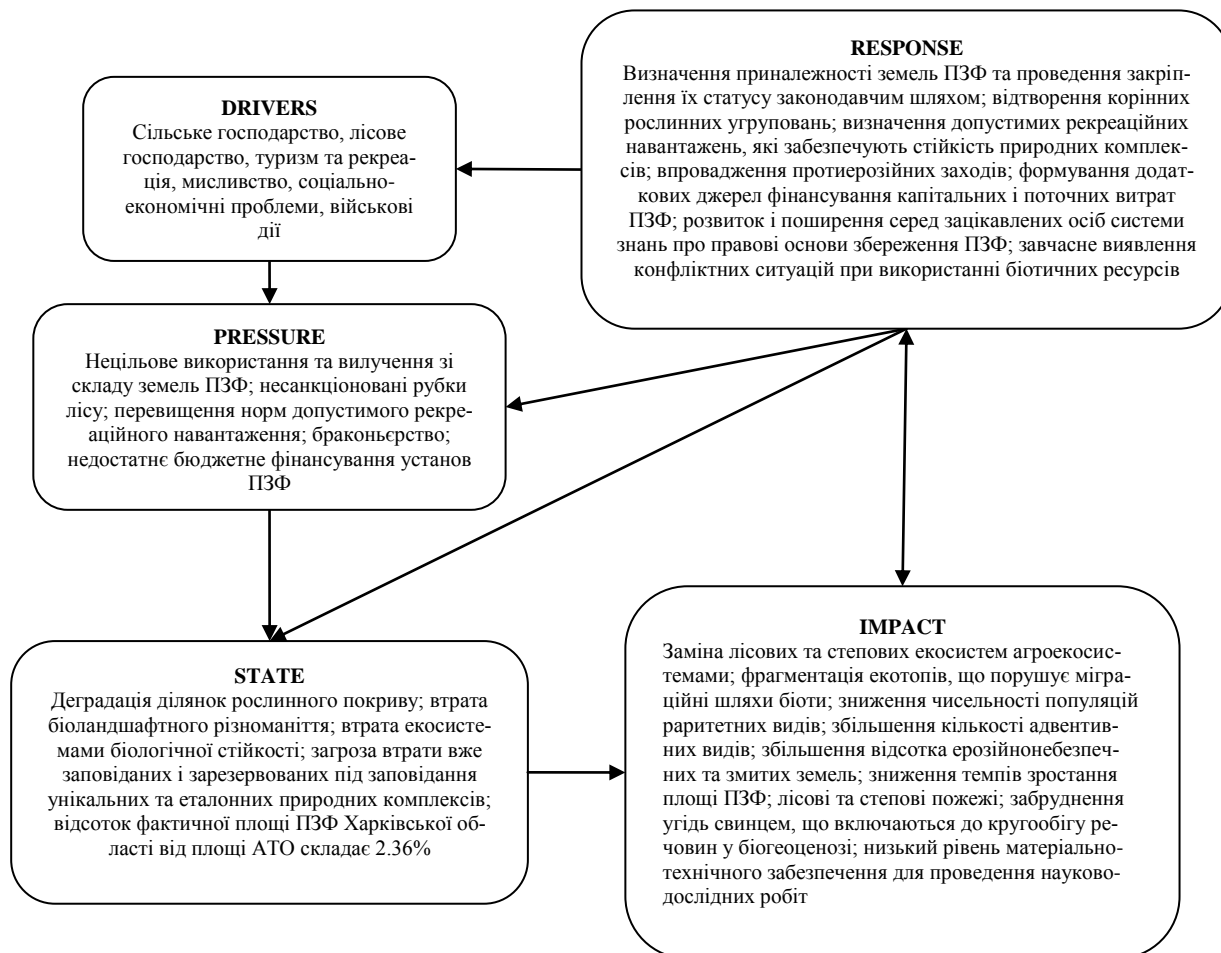 RESPONSE
Визначення приналежності земель ПЗФ та проведення закріп-
лення їх статусу законодавчим шляхом; відтворення корінних
рослинних угруповань; визначення допустимих рекреаційних
навантажень, які забезпечують стійкість природних комплек-
сів; впровадження протиерозійних заходів; формування додат-
кових джерел фінансування капітальних і поточних витрат
ПЗФ; розвиток і поширення серед зацікавлених осіб системи
знань про правові основи збереження ПЗФ; завчасне виявлення
конфліктних ситуацій при використанні біотичних ресурсів
DRIVERS
Сільське господарство, лісове
господарство, туризм та рекреа-
ція, мисливство, соціально-
економічні проблеми, військові
дії
PRESSURE
Нецільове використання та вилучення зі
складу земель ПЗФ; несанкціоновані рубки
лісу; перевищення норм допустимого рекре-
аційного навантаження; браконьєрство;
недостатнє бюджетне фінансування установ
ПЗФ
STATE
Деградація ділянок рослинного покриву; втрата
біоландшафтного різноманіття; втрата екосисте-
мами біологічної стійкості; загроза втрати вже
заповіданих і зарезервованих під заповідання
унікальних та еталонних природних комплексів;
відсоток фактичної площі ПЗФ Харківської об-
ласті від площі АТО складає 2.36%
IMPACT
Заміна лісових та степових екосистем агроекосис-
темами; фрагментація екотопів, що порушує мігра-
ційні шляхи біоти; зниження чисельності популяцій
раритетних видів; збільшення кількості адвентив-
них видів; збільшення відсотка ерозійнонебезпеч-
них та змитих земель; зниження темпів зростання
площі ПЗФ; лісові та степові пожежі; забруднення
угідь свинцем, що включаються до кругообігу ре-
човин у біогеоценозі; низький рівень матеріально-
технічного забезпечення для проведення науково-
дослідних робіт